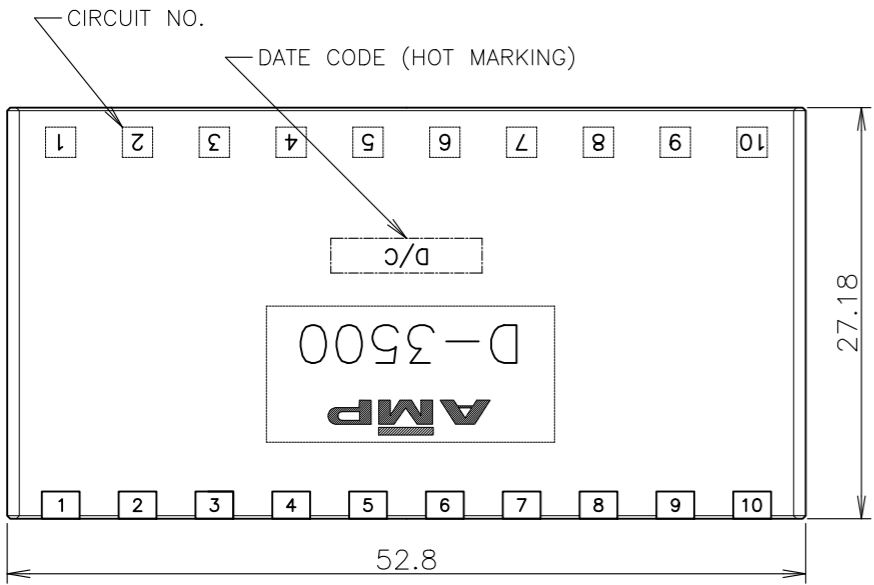 CIRCUIT NO.
DATE CODE (HOT MARKING)
1 2 3 4 5 6 7 8 9 10
D/C
D-3500
AMP
27.18
1 2 3 4 5 6 7 8 9 10
52.8